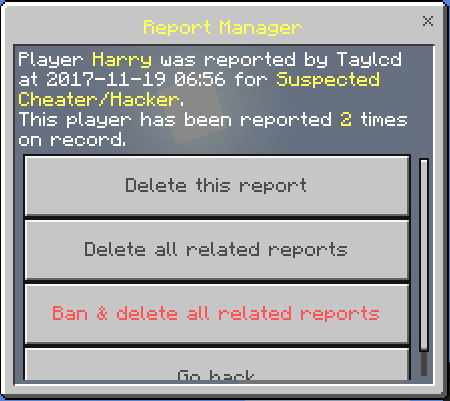 Report Manager
×
Player Harry was reported by Taylcd
at 2017-11-19 06:56 for Suspected
Cheater/Hacker.
This player has been reported 2 times
on record.
Delete this report
Delete all related reports
Ban & delete all related reports
Go back